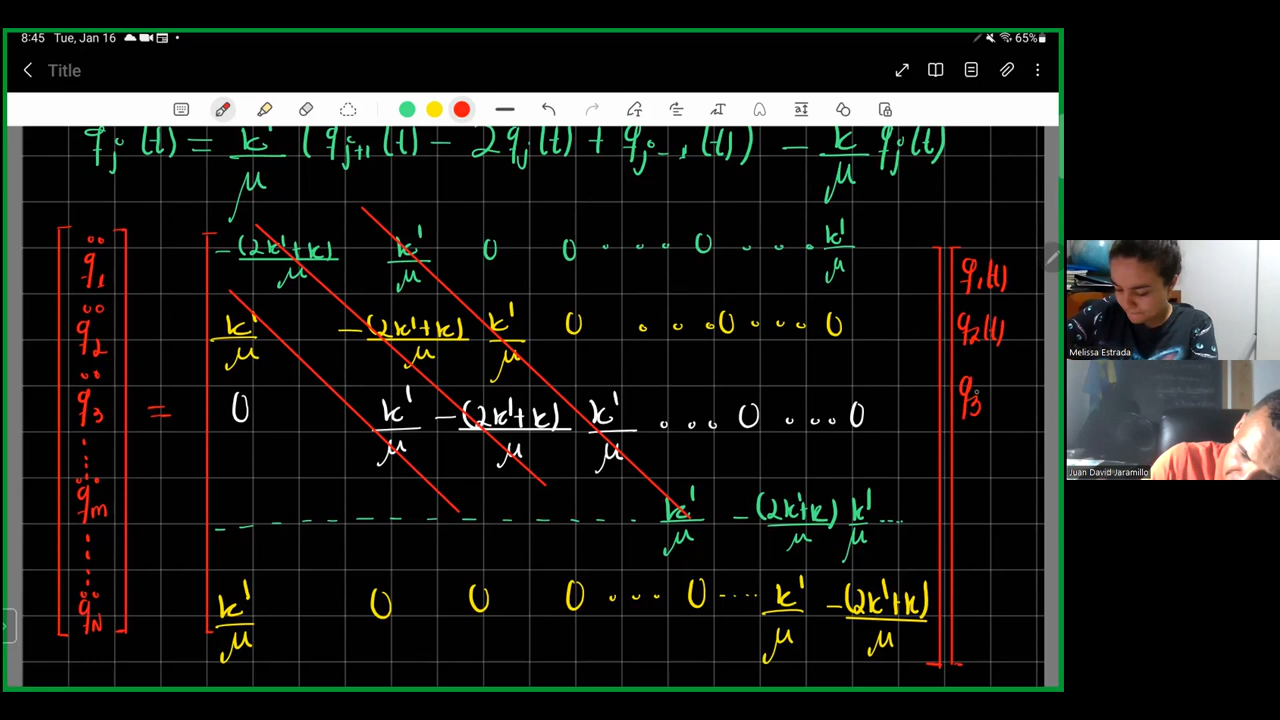 8:45 Tue, Jan 16 65%
Title
q̈ⱼ(t) = k'/μ (qⱼ₊₁(t) − 2qⱼ(t) + qⱼ₋₁(t)) − k/μ qⱼ(t)
q̈₁ −(2k'+k)/μ k'/μ 0 0 ... 0 ... k'/μ q₁(t)
q̈₂ k'/μ −(2k'+k)/μ k'/μ 0 ...0... 0 q₂(t)
q̈₃ = 0 k'/μ −(2k'+k)/μ k'/μ ... 0 ... 0 q₃
q̈ₘ ---------------- k'/μ −(2k'+k)/μ k'/μ ...
q̈_N k'/μ 0 0 0 ... 0 .... k'/μ −(2k'+k)/μ
Melissa Estrada
Juan David Jaramillo